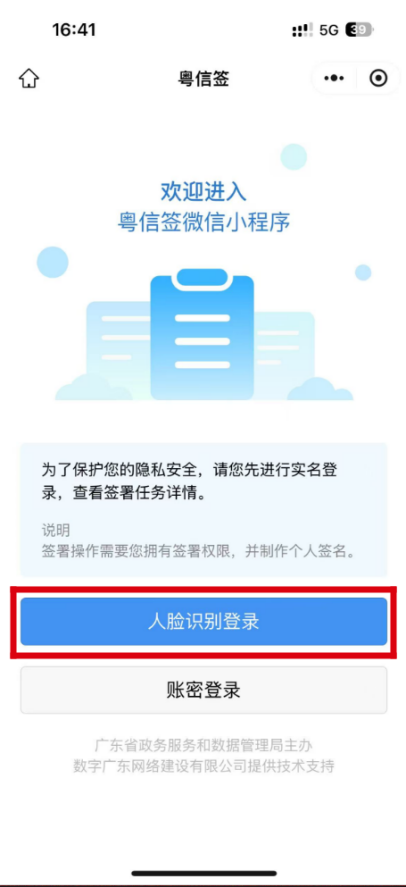 16:41
5G 39
粤信签
欢迎进入
粤信签微信小程序
为了保护您的隐私安全，请您先进行实名登
录，查看签署任务详情。
说明
签署操作需要您拥有签署权限，并制作个人签名。
人脸识别登录
账密登录
广东省政务服务和数据管理局主办
数字广东网络建设有限公司提供技术支持